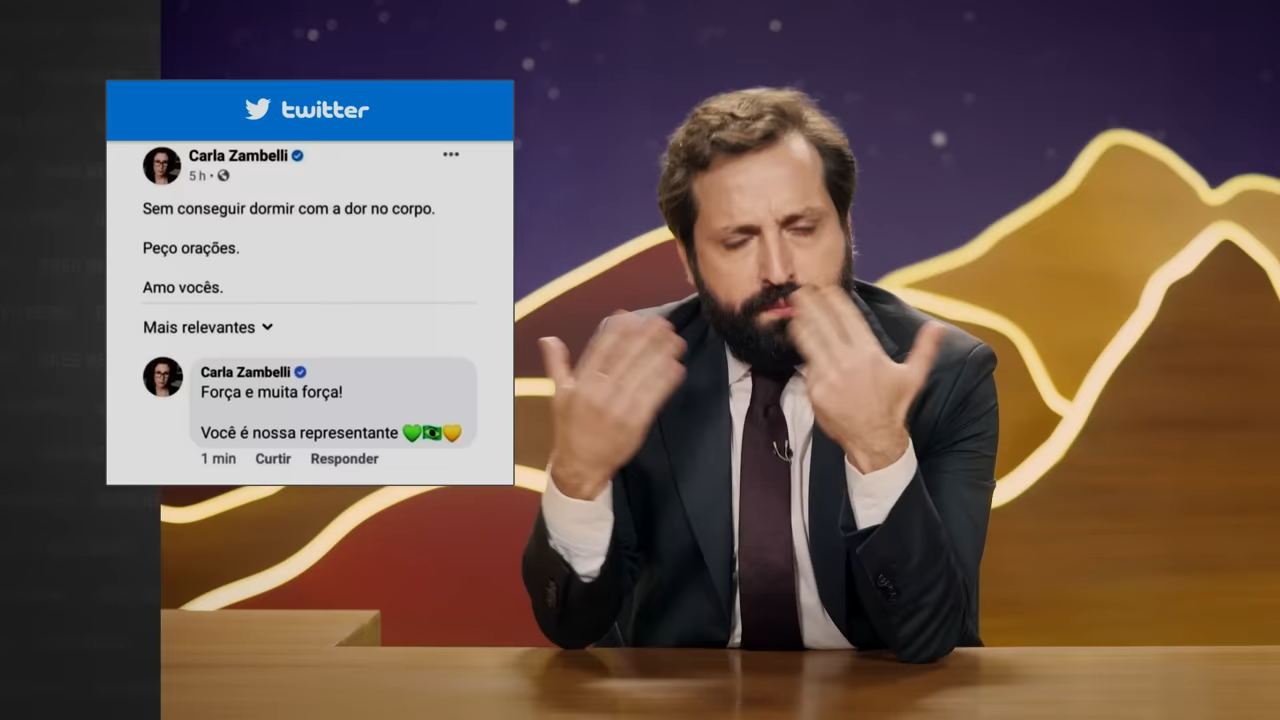 twitter
Carla Zambelli
5 h
Sem conseguir dormir com a dor no corpo.
Peço orações.
Amo vocês.
Mais relevantes
Carla Zambelli
Força e muita força!
Você é nossa representante 💚🇧🇷💛
1 min Curtir Responder